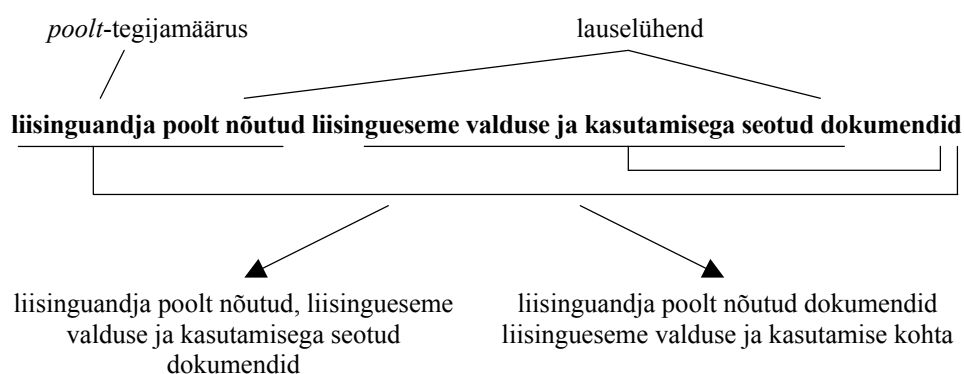 poolt-tegijamäärus lauselühend
liisinguandja poolt nõutud liisingueseme valduse ja kasutamisega seotud dokumendid
liisinguandja poolt nõutud, liisingueseme
valduse ja kasutamisega seotud
dokumendid
liisinguandja poolt nõutud dokumendid
liisingueseme valduse ja kasutamise kohta